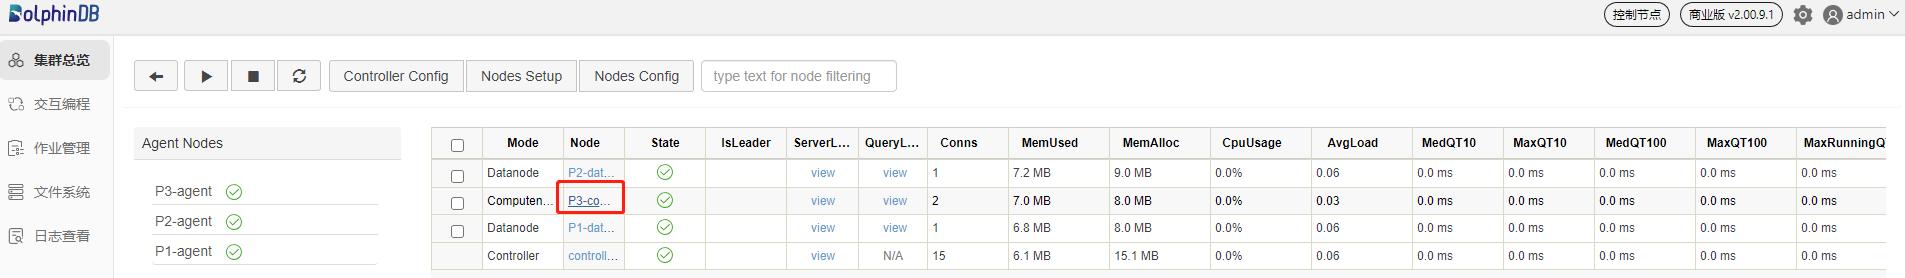 DolphinDB 控制节点 商业版 v2.00.9.1 admin
集群总览
交互编程
作业管理
文件系统
日志查看
Controller Config Nodes Setup Nodes Config type text for node filtering
Agent Nodes
P3-agent
P2-agent
P1-agent
Mode Node State IsLeader ServerL... QueryL... Conns MemUsed MemAlloc CpuUsage AvgLoad MedQT10 MaxQT10 MedQT100 MaxQT100 MaxRunningQ
Datanode P2-dat... view view 1 7.2 MB 9.0 MB 0.0% 0.06 0.0 ms 0.0 ms 0.0 ms 0.0 ms 0.0 ms
Computen... P3-co... view view 2 7.0 MB 8.0 MB 0.0% 0.03 0.0 ms 0.0 ms 0.0 ms 0.0 ms 0.0 ms
Datanode P1-dat... view view 1 6.8 MB 8.0 MB 0.0% 0.06 0.0 ms 0.0 ms 0.0 ms 0.0 ms 0.0 ms
Controller controll... view N/A 15 6.1 MB 15.1 MB 0.0% 0.06 0.0 ms 0.0 ms 0.0 ms 0.0 ms 0.0 ms